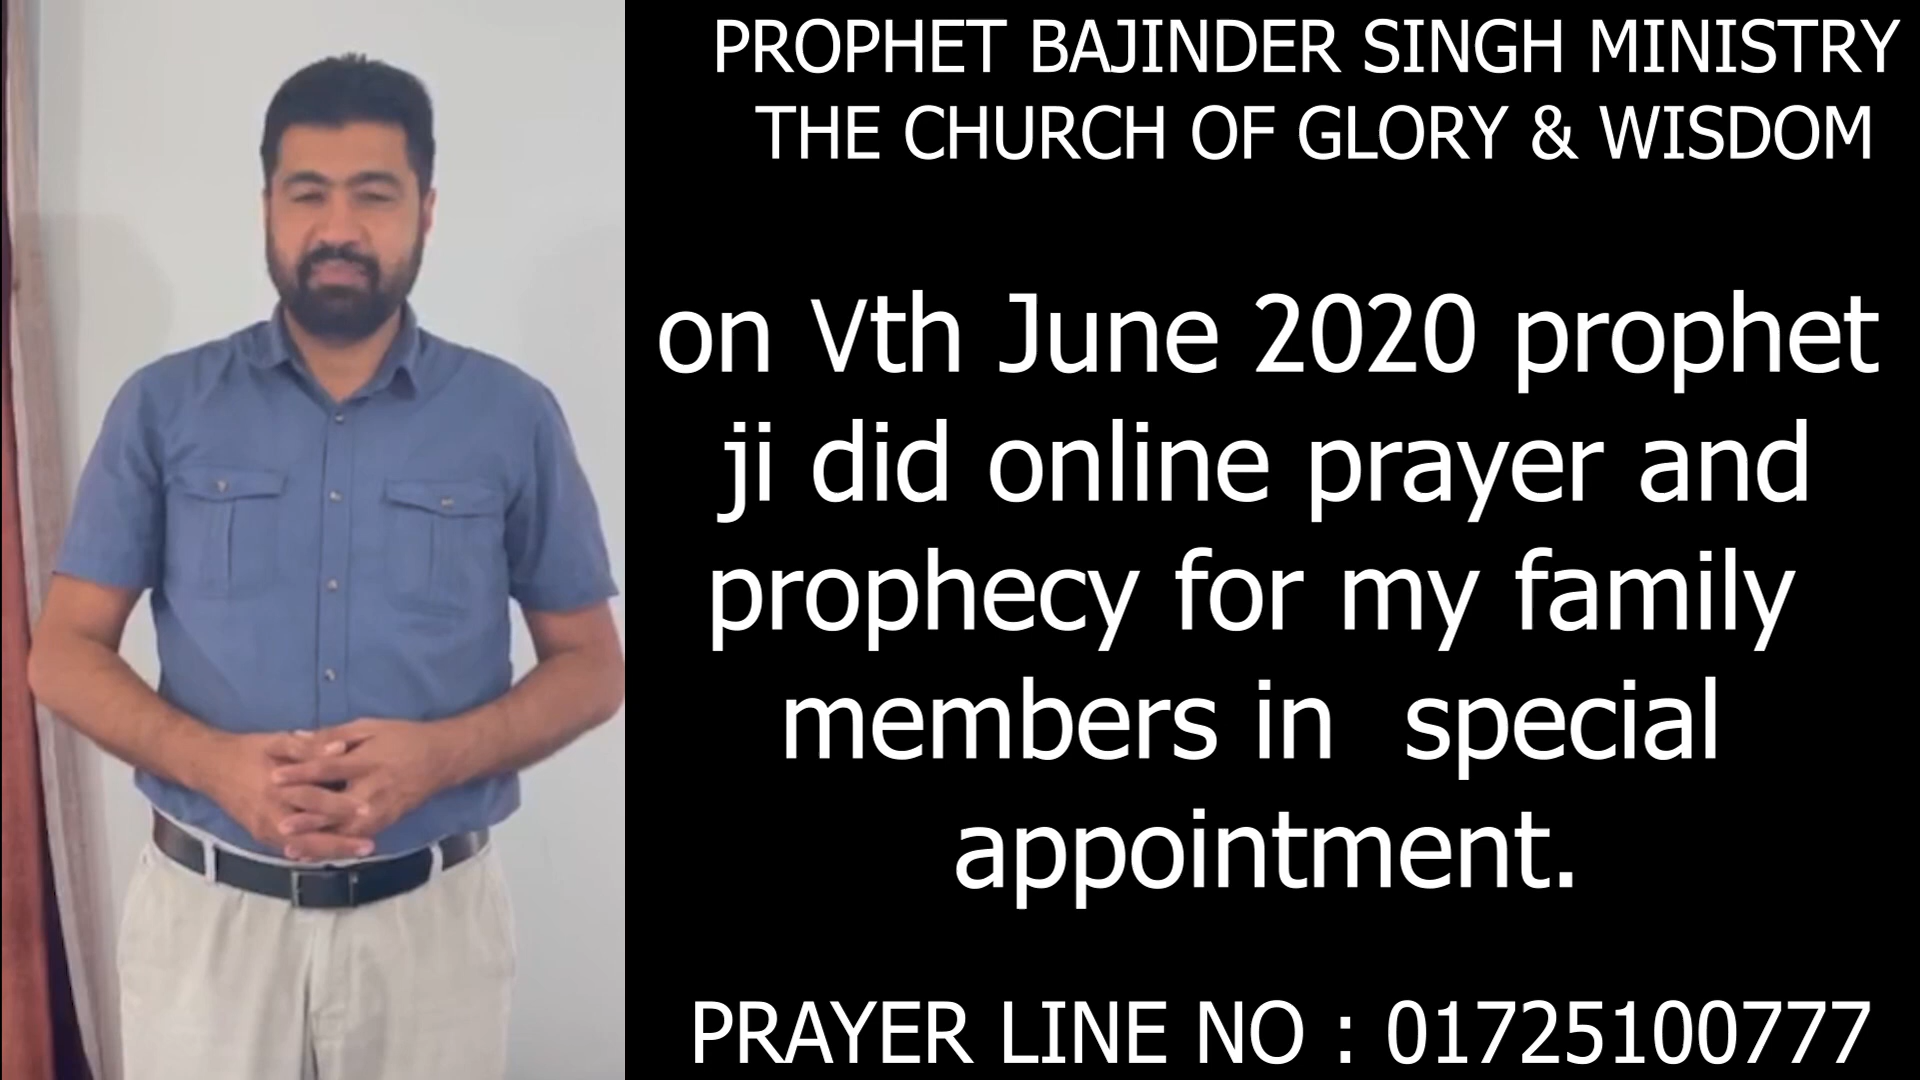 PROPHET BAJINDER SINGH MINISTRY
THE CHURCH OF GLORY & WISDOM
on Vth June 2020 prophet
ji did online prayer and
prophecy for my family
members in  special
appointment.
PRAYER LINE NO : 01725100777